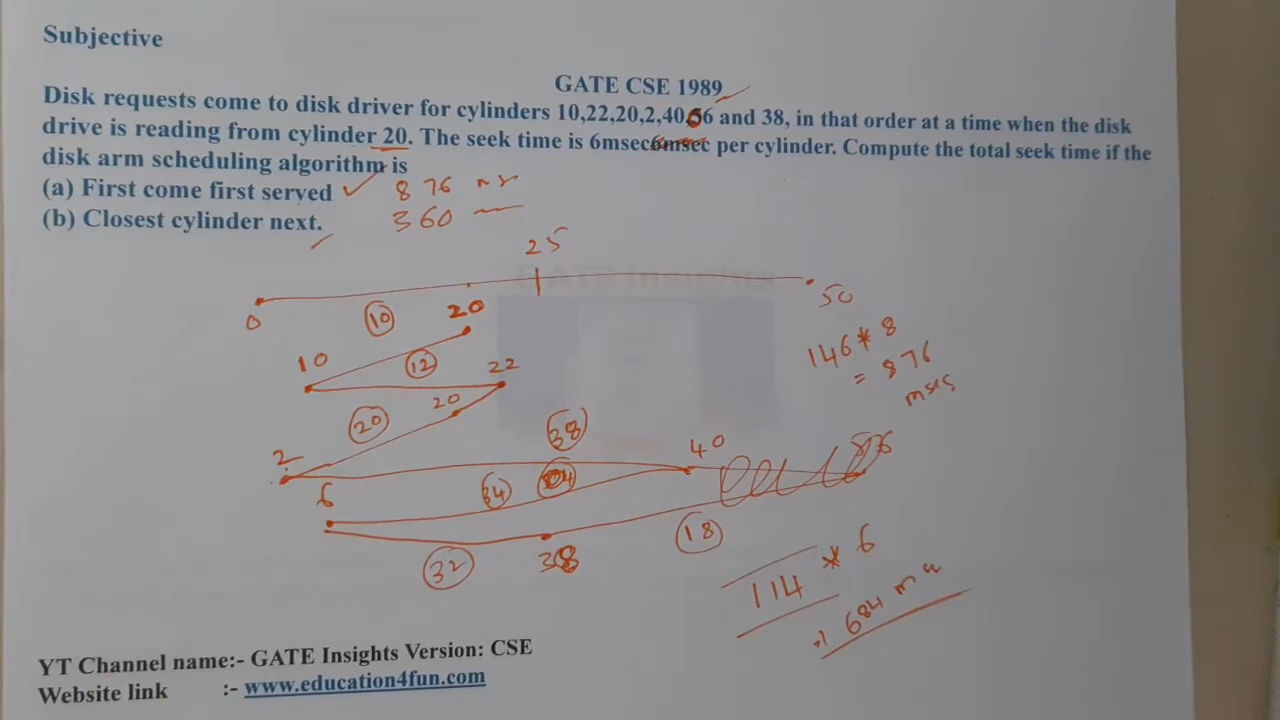 Subjective
GATE CSE 1989
Disk requests come to disk driver for cylinders 10,22,20,2,40,56 and 38, in that order at a time when the disk
drive is reading from cylinder 20. The seek time is 6msec6msec per cylinder. Compute the total seek time if the
disk arm scheduling algorithm is
(a) First come first served 876
(b) Closest cylinder next. 360
25
0
50
10
20
10
12
22
146*8
= 876
msec
20
20
38
40
2
34
6
18
32
38
114 * 6
684
GATE Insights
YT Channel name:- GATE Insights Version: CSE
Website link :- www.education4fun.com